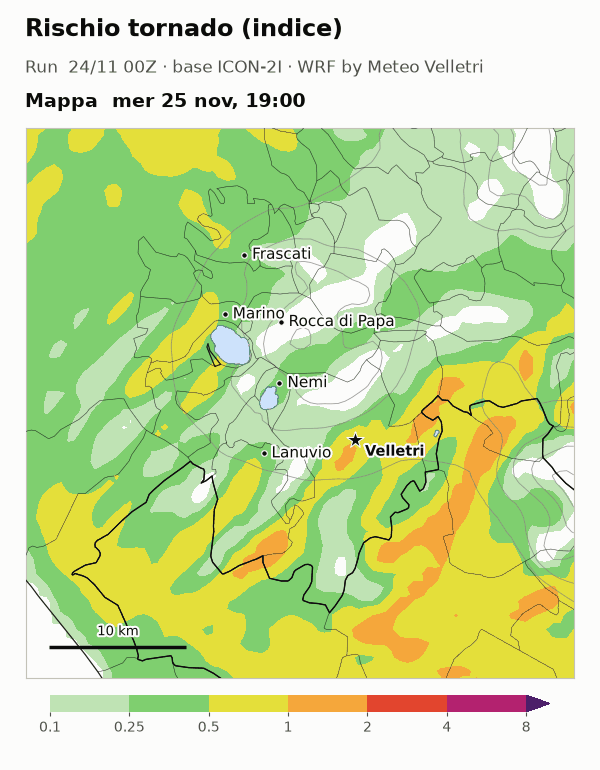 Rischio tornado (indice)
Run  24/11 00Z · base ICON-2I · WRF by Meteo Velletri
Mappa  mer 25 nov, 19:00
Frascati
Marino
Rocca di Papa
Nemi
Velletri
Lanuvio
10 km
0.1 0.25 0.5 1 2 4 8